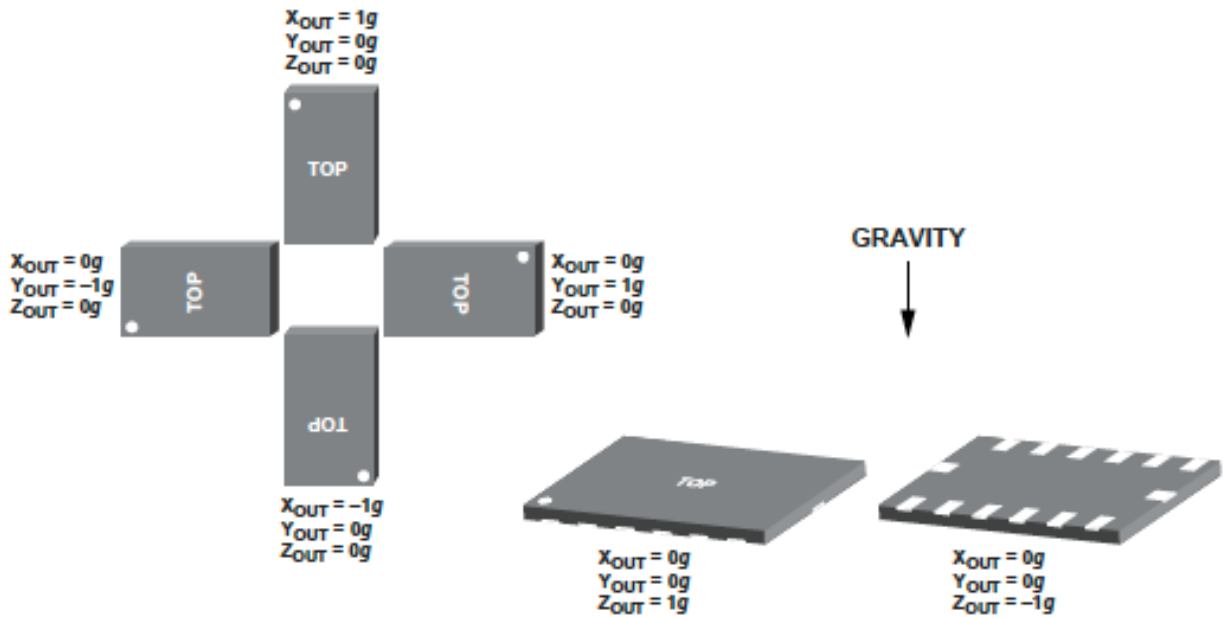 XOUT = 1g
YOUT = 0g
ZOUT = 0g
TOP
XOUT = 0g
YOUT = –1g
ZOUT = 0g
TOP
TOP
XOUT = 0g
YOUT = 1g
ZOUT = 0g
GRAVITY
TOP
XOUT = –1g
YOUT = 0g
ZOUT = 0g
TOP
XOUT = 0g
YOUT = 0g
ZOUT = 1g
XOUT = 0g
YOUT = 0g
ZOUT = –1g